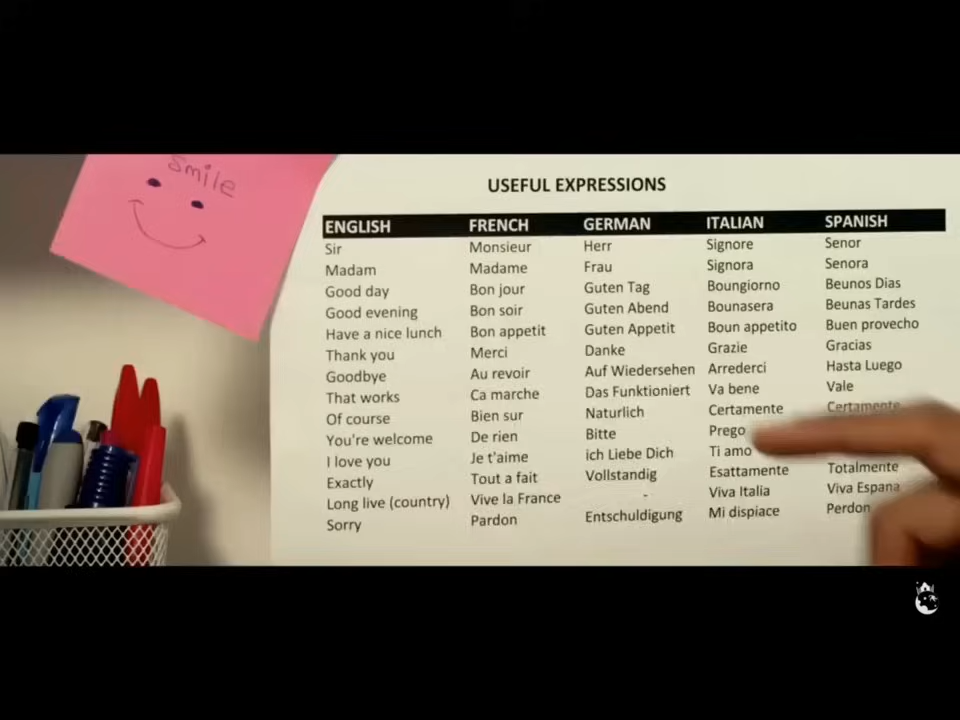 smile
USEFUL EXPRESSIONS
ENGLISH FRENCH GERMAN ITALIAN SPANISH
Sir Monsieur Herr Signore Senor
Madam Madame Frau Signora Senora
Good day Bon jour Guten Tag Boungiorno Beunos Dias
Good evening Bon soir Guten Abend Bounasera Beunas Tardes
Have a nice lunch Bon appetit Guten Appetit Boun appetito Buen provecho
Thank you Merci Danke Grazie Gracias
Goodbye Au revoir Auf Wiedersehen Arrederci Hasta Luego
That works Ca marche Das Funktioniert Va bene Vale
Of course Bien sur Naturlich Certamente Certamente
You're welcome De rien Bitte Prego
I love you Je t'aime ich Liebe Dich Ti amo
Exactly Tout a fait Vollstandig Esattamente Totalmente
Long live (country) Vive la France - Viva Italia Viva Espana
Sorry Pardon Entschuldigung Mi dispiace Perdon